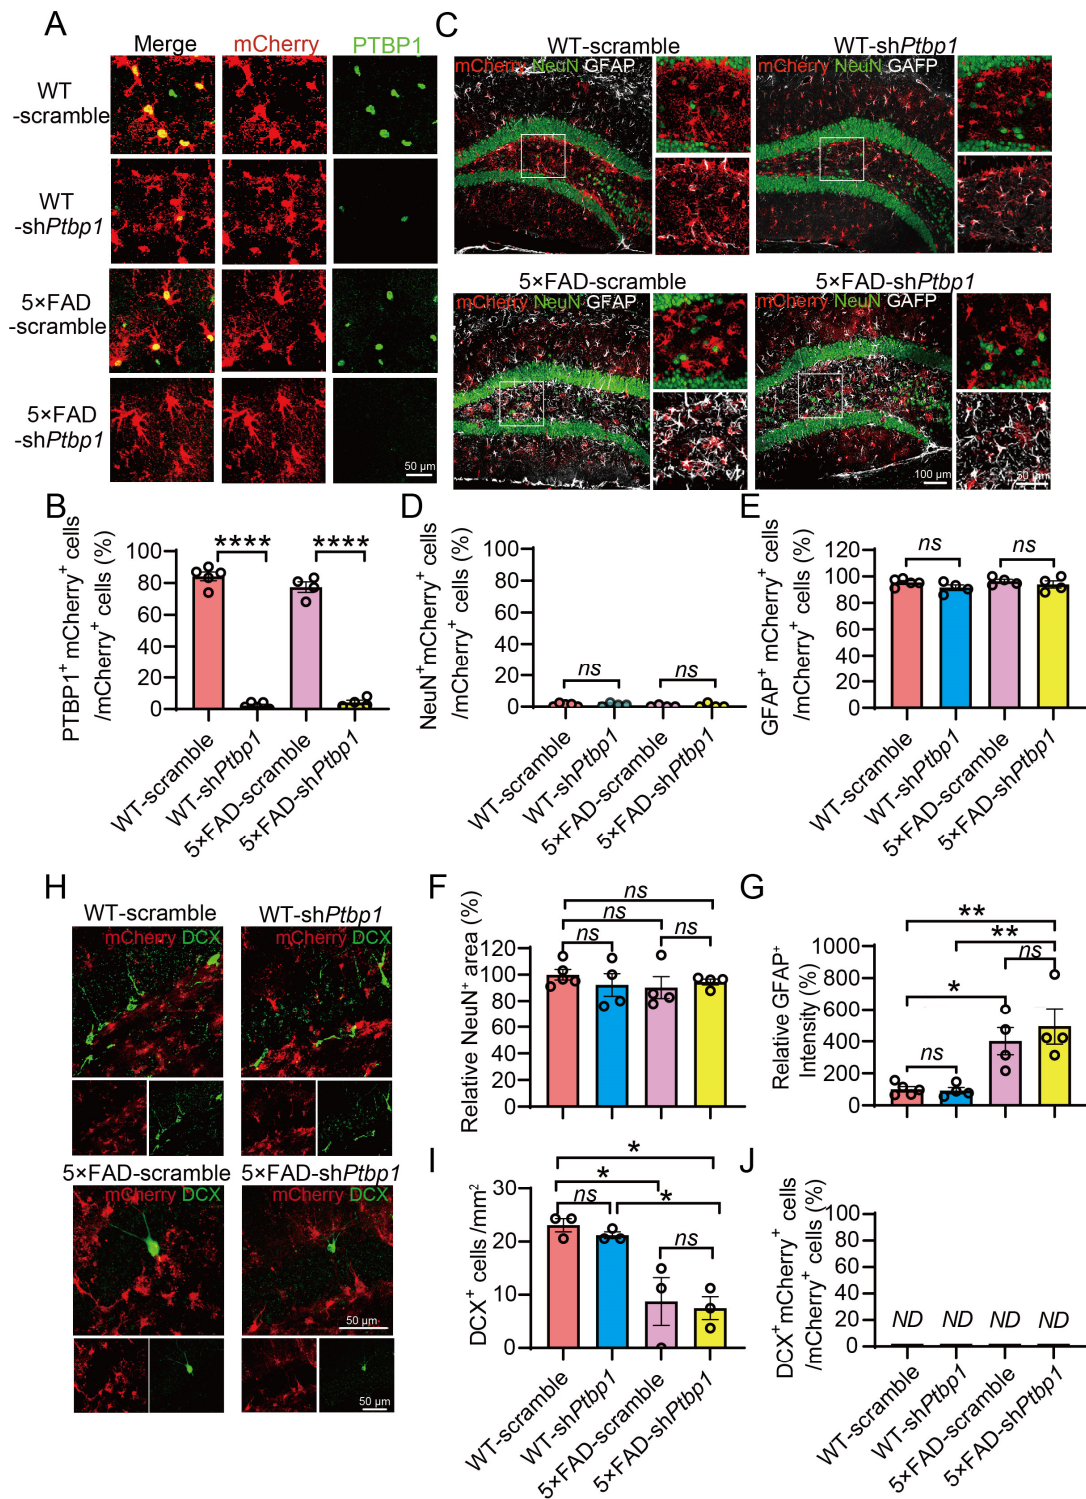 A
Merge mCherry PTBP1
WT
-scramble
WT
-shPtbp1
5×FAD
-scramble
5×FAD
-shPtbp1
50 µm
C
WT-scramble
mCherry NeuN GFAP
WT-shPtbp1
mCherry NeuN GAFP
5×FAD-scramble
mCherry NeuN GFAP
5×FAD-shPtbp1
mCherry NeuN GAFP
100 µm
50 µm
B
PTBP1+ mCherry+ cells
/mCherry+ cells (%)
100
80
60
40
20
0
**** ****
WT-scramble
WT-shPtbp1
5×FAD-scramble
5×FAD-shPtbp1
D
NeuN+mCherry+ cells
/mCherry+ cells (%)
100
80
60
40
20
0
ns ns
WT-scramble
WT-shPtbp1
5×FAD-scramble
5×FAD-shPtbp1
E
GFAP+ mCherry+ cells
/mCherry+ cells (%)
120
100
80
60
40
20
0
ns ns
WT-scramble
WT-shPtbp1
5×FAD-scramble
5×FAD-shPtbp1
H
WT-scramble
mCherry DCX
WT-shPtbp1
mCherry DCX
5×FAD-scramble
mCherry DCX
5×FAD-shPtbp1
mCherry DCX
50 µm
50 µm
F
Relative NeuN+ area (%)
120
100
80
60
40
20
0
ns
ns
ns ns
G
Relative GFAP+
Intensity (%)
1000
800
600
400
200
0
**
**
ns
*
ns
I
DCX+ cells /mm2
30
20
10
0
*
*
ns *
ns
WT-scramble
WT-shPtbp1
5×FAD-scramble
5×FAD-shPtbp1
J
DCX+mCherry+ cells
/mCherry+ cells (%)
100
80
60
40
20
0
ND ND ND ND
WT-scramble
WT-shPtbp1
5×FAD-scramble
5×FAD-shPtbp1